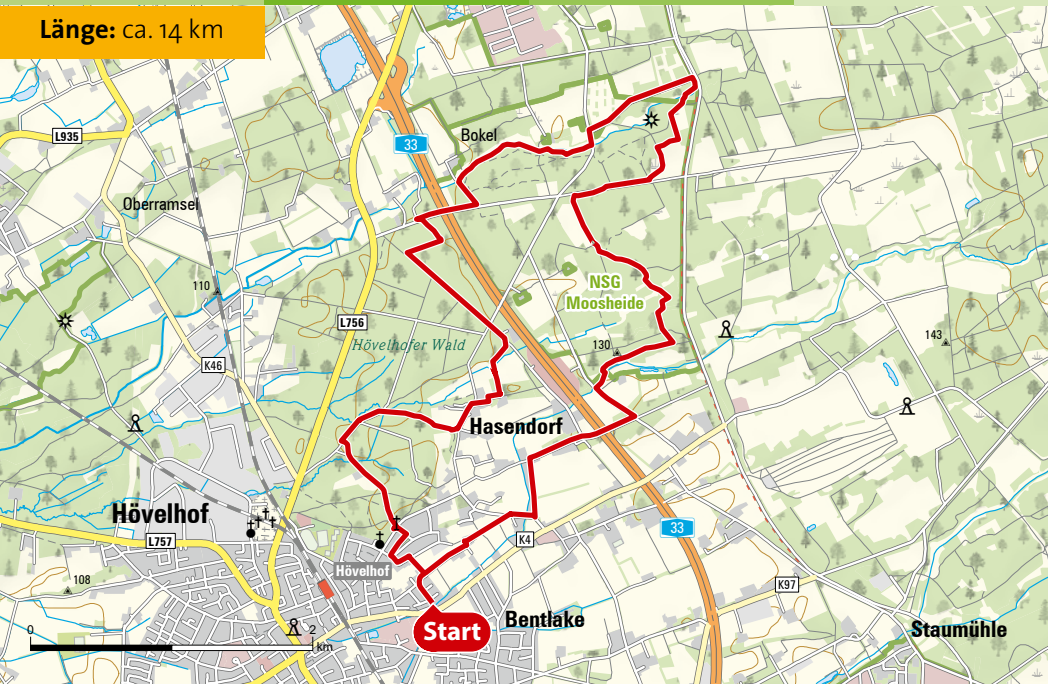 Länge: ca. 14 km
33
Bokel
L935
Oberramsel
110
NSG
Moosheide
L756
Hövelhofer Wald
130
143
K46
Hasendorf
Hövelhof
L757
K4
33
Hövelhof
108
K97
Start
Bentlake
Staumühle
0
2
km